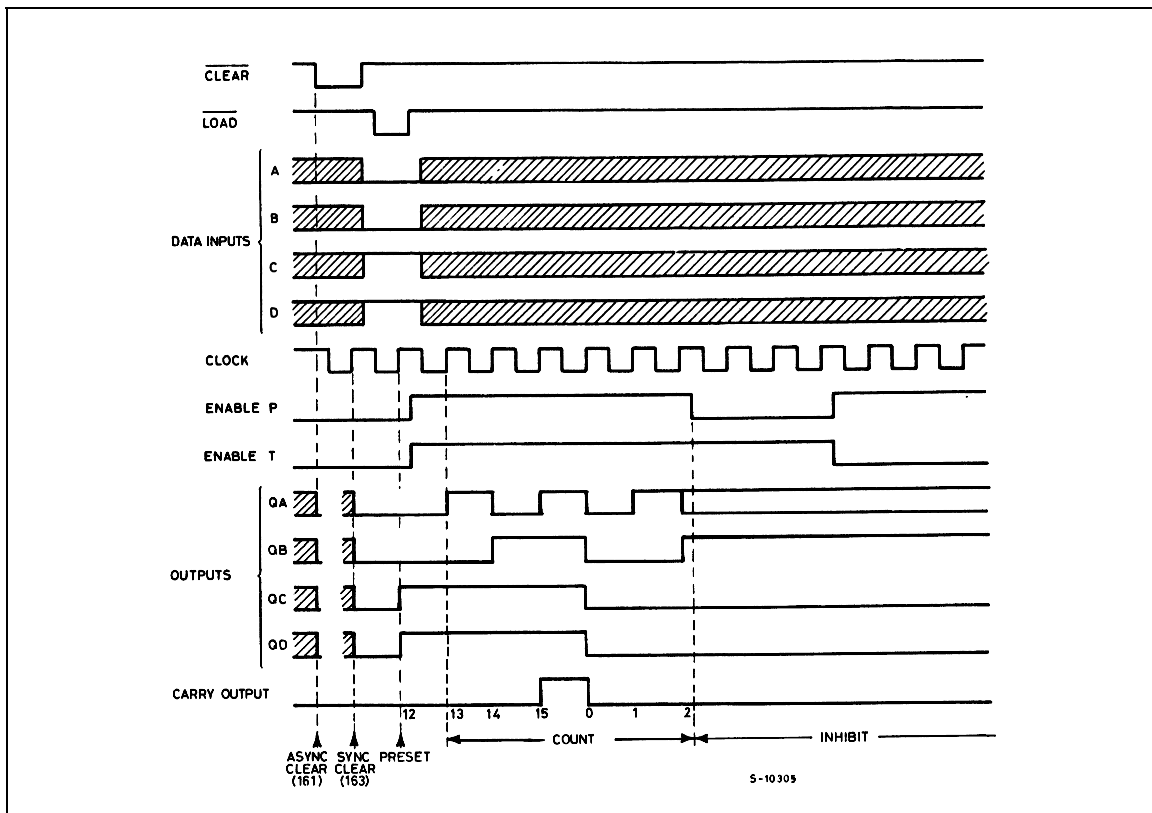 CLEAR
LOAD
A
B
DATA INPUTS
C
D
CLOCK
ENABLE P
ENABLE T
QA
QB
OUTPUTS
QC
QD
CARRY OUTPUT
12 13 14 15 0 1 2
COUNT INHIBIT
ASYNC CLEAR (161)
SYNC CLEAR (163)
PRESET
S-10305